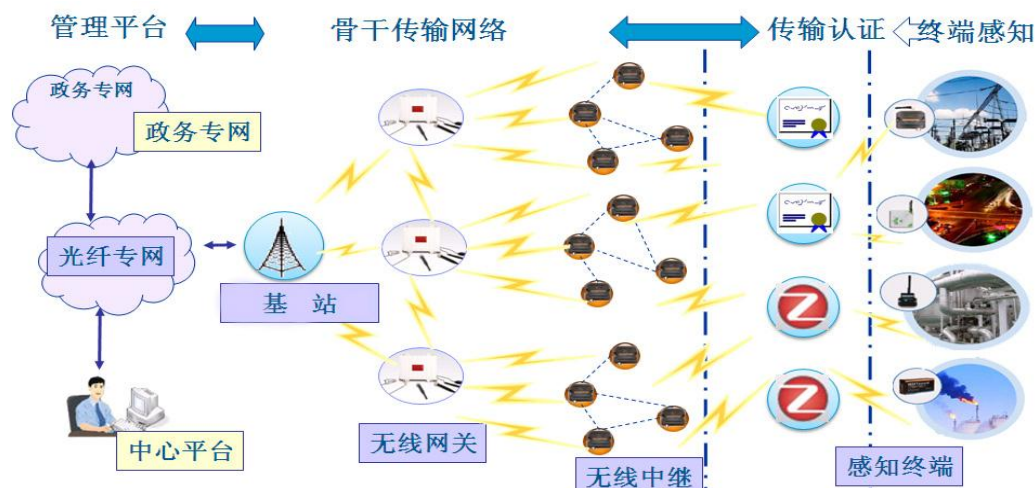 管理平台
骨干传输网络
传输认证
终端感知
政务专网
政务专网
光纤专网
基 站
中心平台
无线网关
无线中继
感知终端